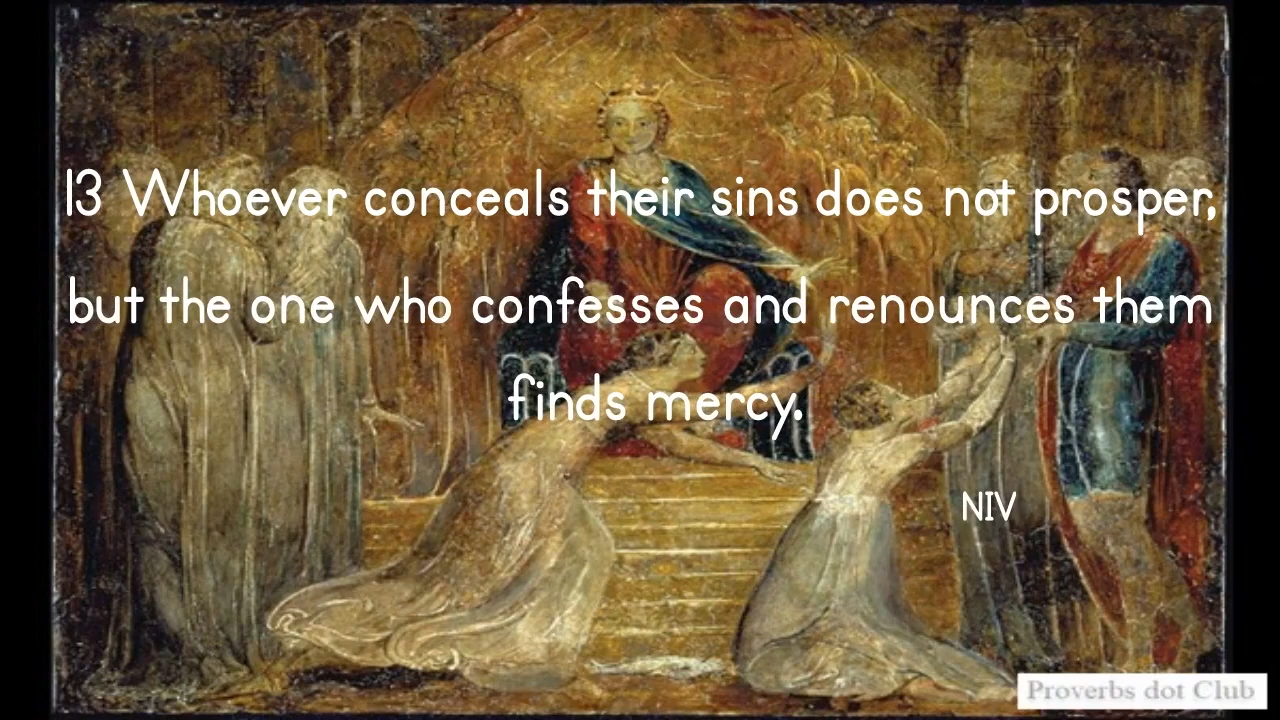 13 Whoever conceals their sins does not prosper,
but the one who confesses and renounces them
finds mercy.
NIV
Proverbs dot Club